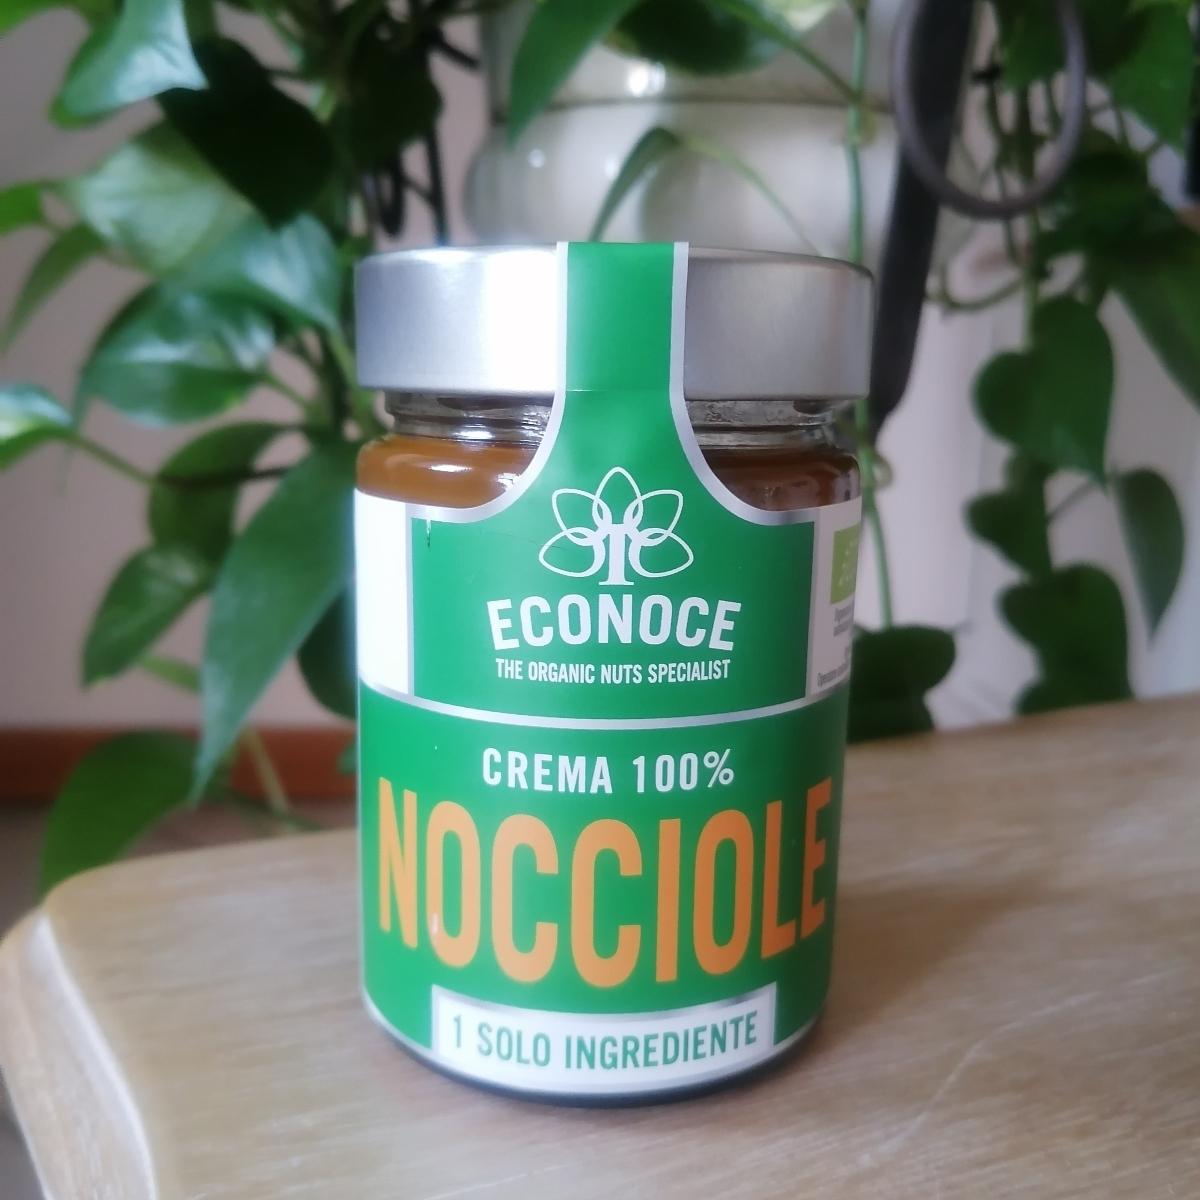 ECONOCE
THE ORGANIC NUTS SPECIALIST
CREMA 100%
NOCCIOLE
1 SOLO INGREDIENTE